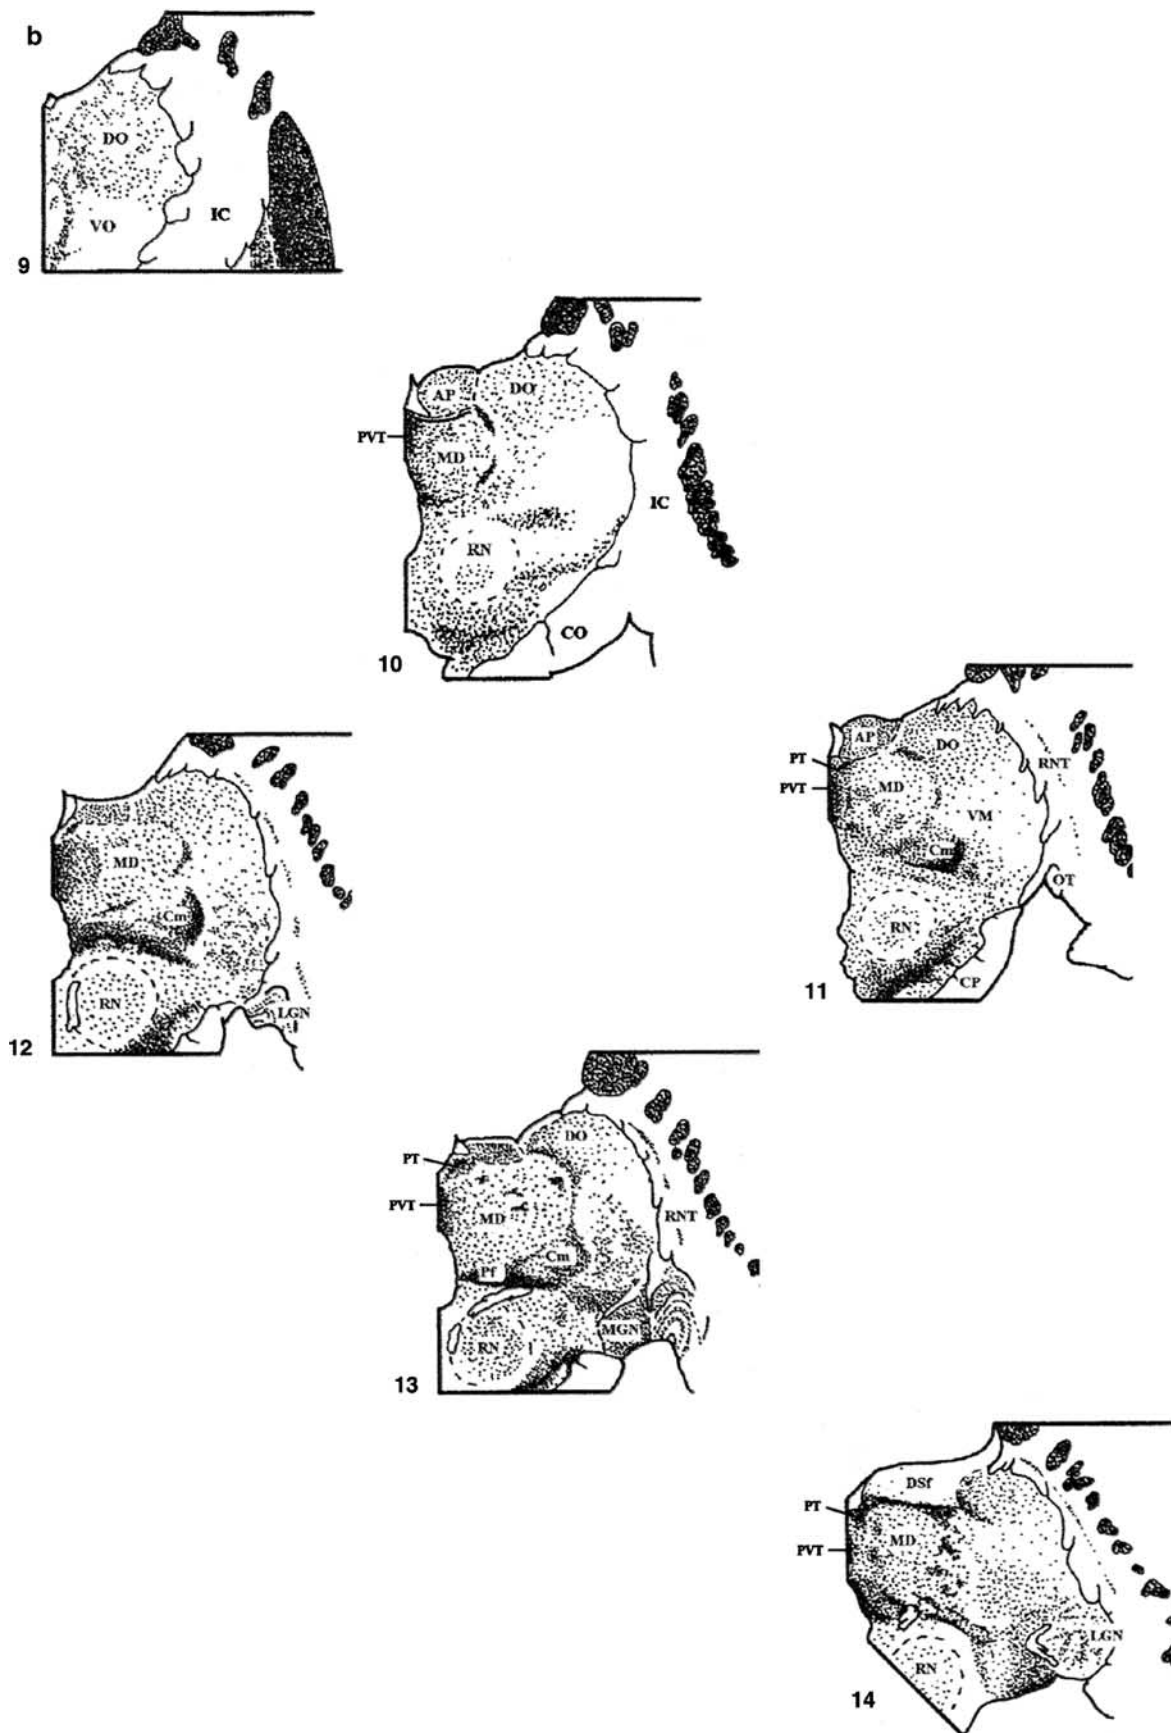 b
DO
VO
IC
9
AP
DO
PVT
MD
IC
RN
CO
10
AP
DO
PT
RNT
PVT
MD
VM
Cm
OT
RN
CP
11
MD
Cm
RN
LGN
12
DO
PT
PVT
MD
RNT
Cm
Pf
MGN
RN
13
DSf
PT
MD
PVT
LGN
RN
14